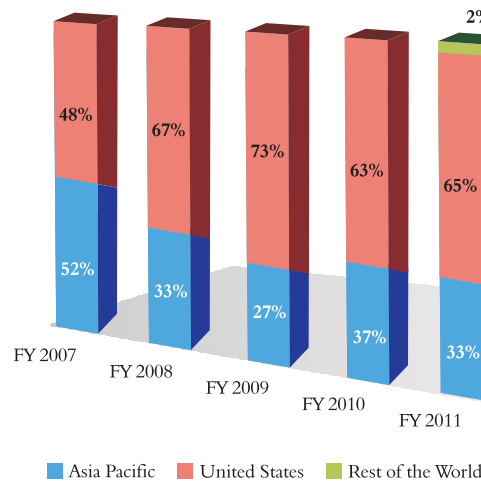 2%
48%
67%
73%
63%
65%
52%
33%
27%
37%
33%
FY 2007
FY 2008
FY 2009
FY 2010
FY 2011
Asia Pacific United States Rest of the World